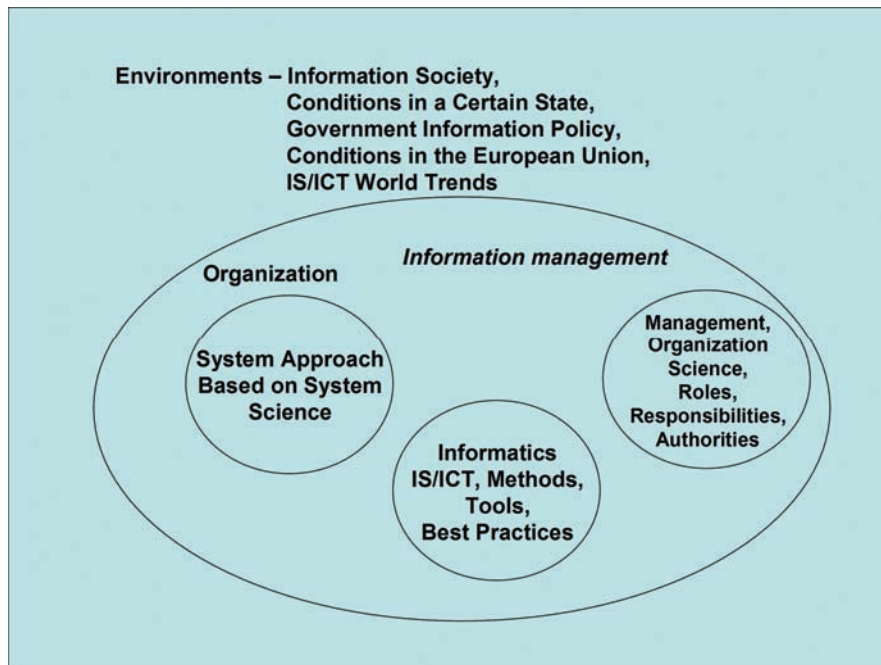 Environments – Information Society,
Conditions in a Certain State,
Government Information Policy,
Conditions in the European Union,
IS/ICT World Trends
Information management
Organization
System Approach
Based on System
Science
Informatics
IS/ICT, Methods,
Tools,
Best Practices
Management,
Organization
Science,
Roles,
Responsibilities,
Authorities